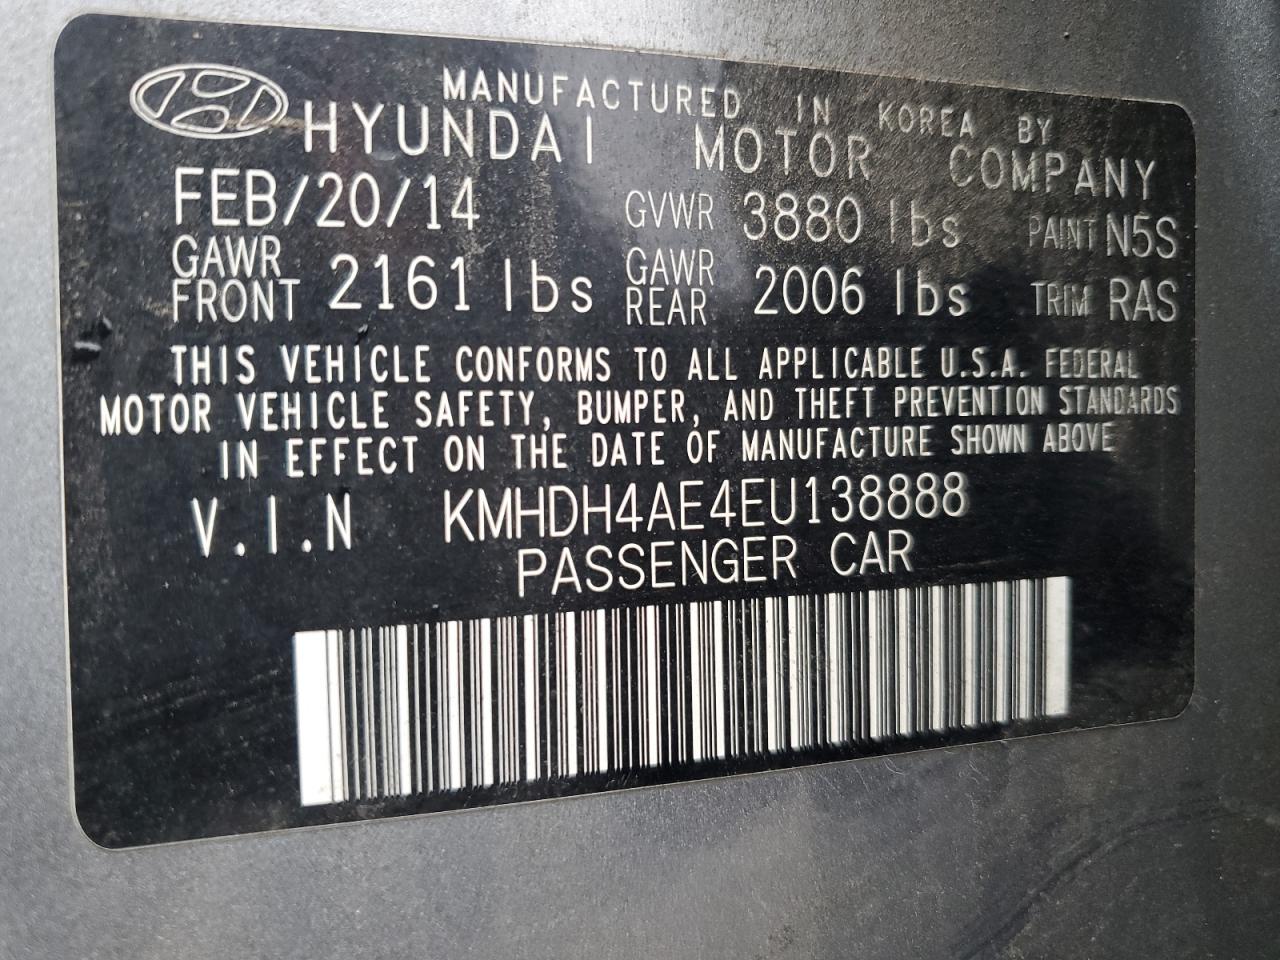 MANUFACTURED IN KOREA BY
HYUNDAI MOTOR COMPANY
FEB/20/14 GVWR 3880 lbs PAINT N5S
GAWR FRONT 2161 lbs GAWR REAR 2006 lbs TRIM RAS
THIS VEHICLE CONFORMS TO ALL APPLICABLE U.S.A. FEDERAL
MOTOR VEHICLE SAFETY, BUMPER, AND THEFT PREVENTION STANDARDS
IN EFFECT ON THE DATE OF MANUFACTURE SHOWN ABOVE
V.I.N KMHDH4AE4EU138888
PASSENGER CAR